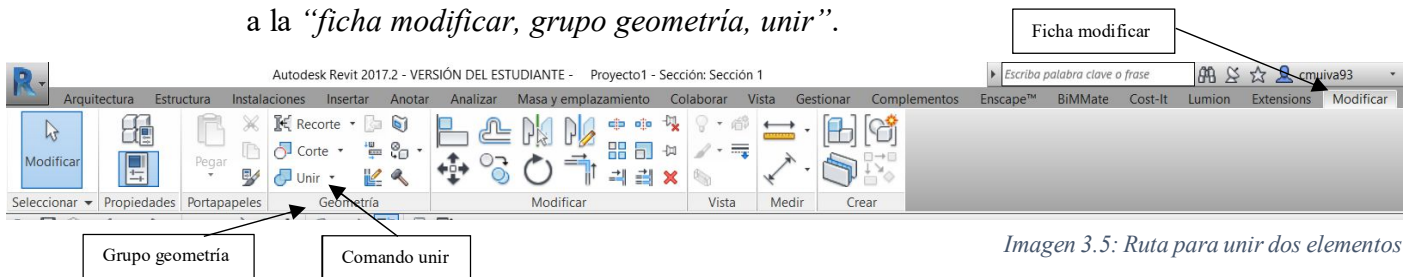 a la “ficha modificar, grupo geometría, unir”.
Ficha modificar
Autodesk Revit 2017.2 - VERSIÓN DEL ESTUDIANTE - Proyecto1 - Sección: Sección 1
Escriba palabra clave o frase
cmuiva93
Arquitectura Estructura Instalaciones Insertar Anotar Analizar Masa y emplazamiento Colaborar Vista Gestionar Complementos Enscape™ BiMMate Cost-It Lumion Extensions Modificar
Recorte
Corte
Modificar
Pegar
Unir
Seleccionar Propiedades Portapapeles Geometría Modificar Vista Medir Crear
Grupo geometría
Comando unir
Imagen 3.5: Ruta para unir dos elementos